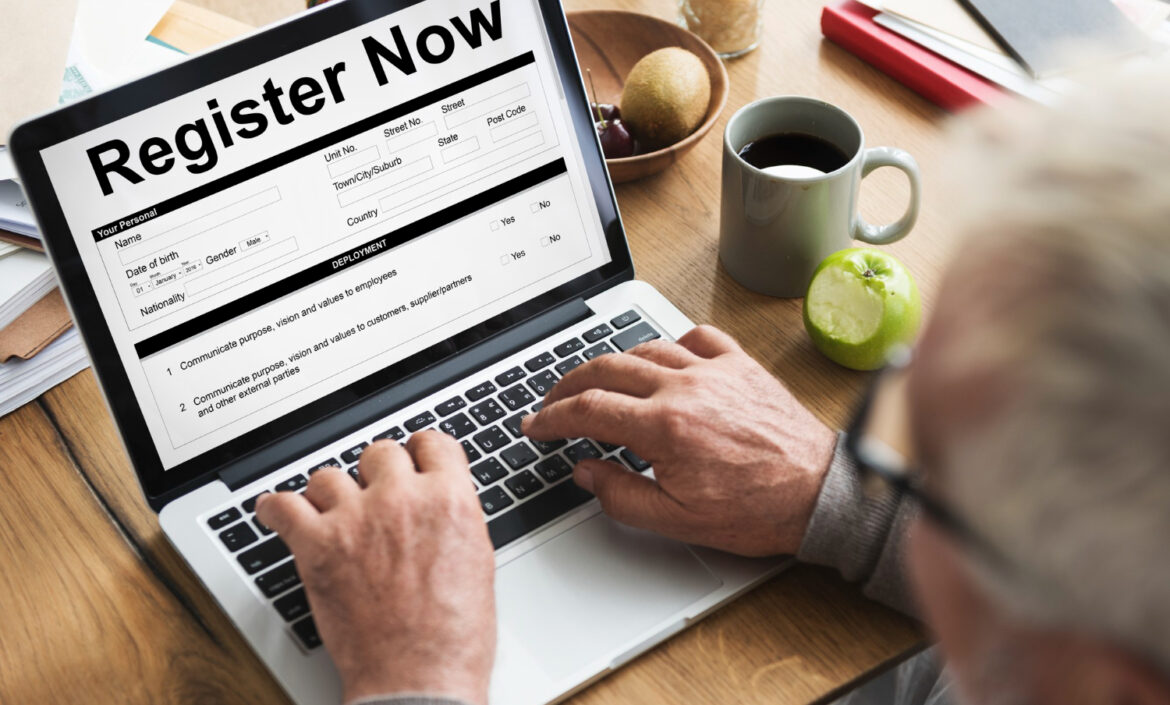 Register Now
Your Personal
Name
Date of birth
Day Month Year
01 January 2016
Gender Male
Nationality
Unit No. Street No. Street
Town/City/Suburb State Post Code
Country
DEPLOYMENT
1 Communicate purpose, vision and values to employees Yes No
2 Communicate purpose, vision and values to customers, supplier/partners Yes No
and other external parties